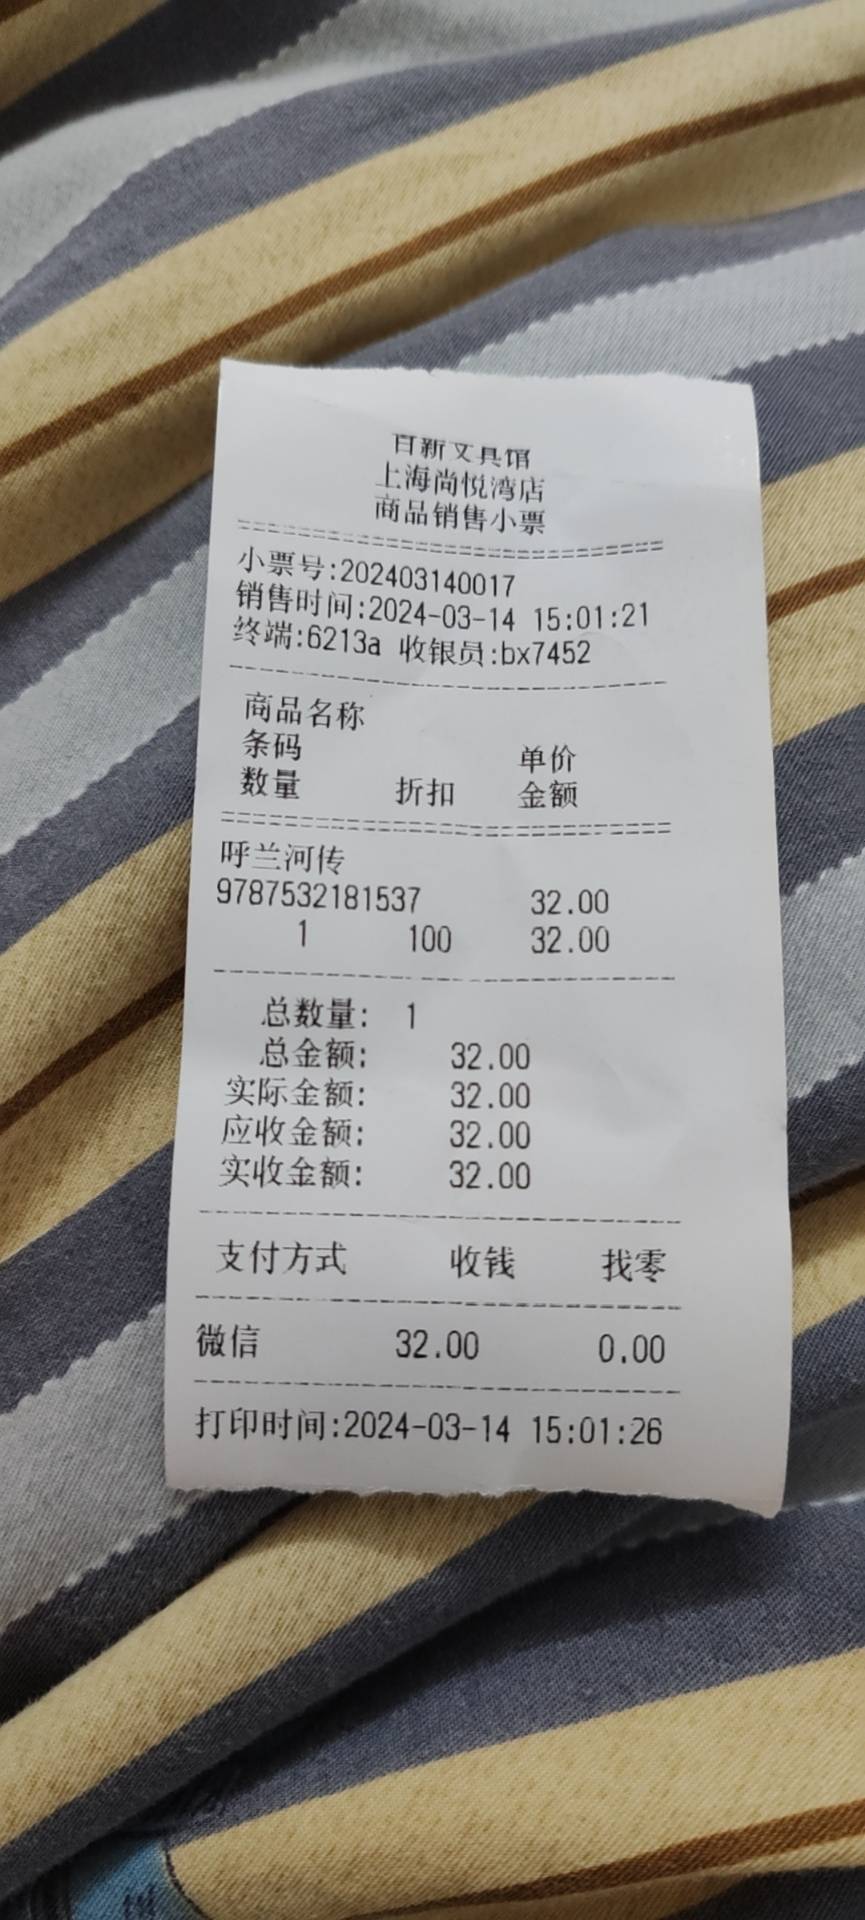 百新文具馆
上海尚悦湾店
商品销售小票
小票号:202403140017
销售时间:2024-03-14 15:01:21
终端:6213a 收银员:bx7452
商品名称
条码 单价
数量 折扣 金额
呼兰河传
9787532181537 32.00
1 100 32.00
总数量: 1
总金额: 32.00
实际金额: 32.00
应收金额: 32.00
实收金额: 32.00
支付方式 收钱 找零
微信 32.00 0.00
打印时间:2024-03-14 15:01:26